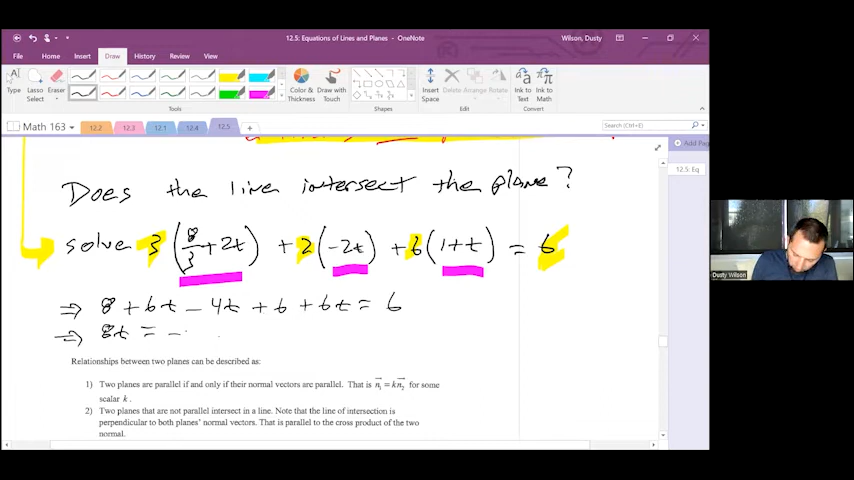 12.5: Equations of Lines and Planes - OneNote
Wilson, Dusty
File Home Insert Draw History Review View
Type
Lasso Select
Eraser
Color & Thickness
Draw with Touch
Insert Space
Delete
Arrange
Rotate
Ink to Text
Ink to Math
Tools
Shapes
Edit
Convert
Math 163
12.2 12.3 12.1 12.4 12.5
Search (Ctrl+E)
Add Pag
12.5: Eq
Does the line intersect the plane?
solve 3(8/3+2t) + 2(-2t) + 6(1+t) = 6
⇒ 8 + 6t - 4t + 6 + 6t = 6
⇒ 8t = -
Relationships between two planes can be described as:
1) Two planes are parallel if and only if their normal vectors are parallel. That is n⃗₁ = kn⃗₂ for some
scalar k.
2) Two planes that are not parallel intersect in a line. Note that the line of intersection is
perpendicular to both planes' normal vectors. That is parallel to the cross product of the two
normal.
Dusty Wilson